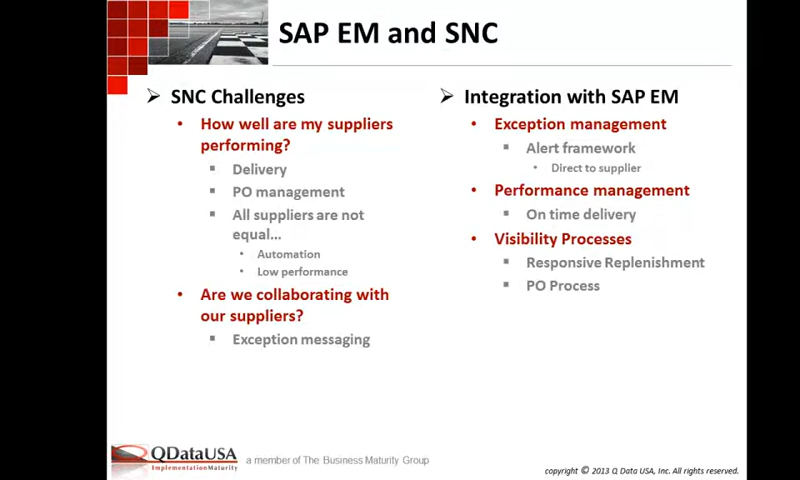 SAP EM and SNC
SNC Challenges
How well are my suppliers
performing?
Delivery
PO management
All suppliers are not
equal...
Automation
Low performance
Are we collaborating with
our suppliers?
Exception messaging
Integration with SAP EM
Exception management
Alert framework
Direct to supplier
Performance management
On time delivery
Visibility Processes
Responsive Replenishment
PO Process
QDataUSA
ImplementationMaturity
a member of The Business Maturity Group
copyright © 2013 Q Data USA, Inc. All rights reserved.